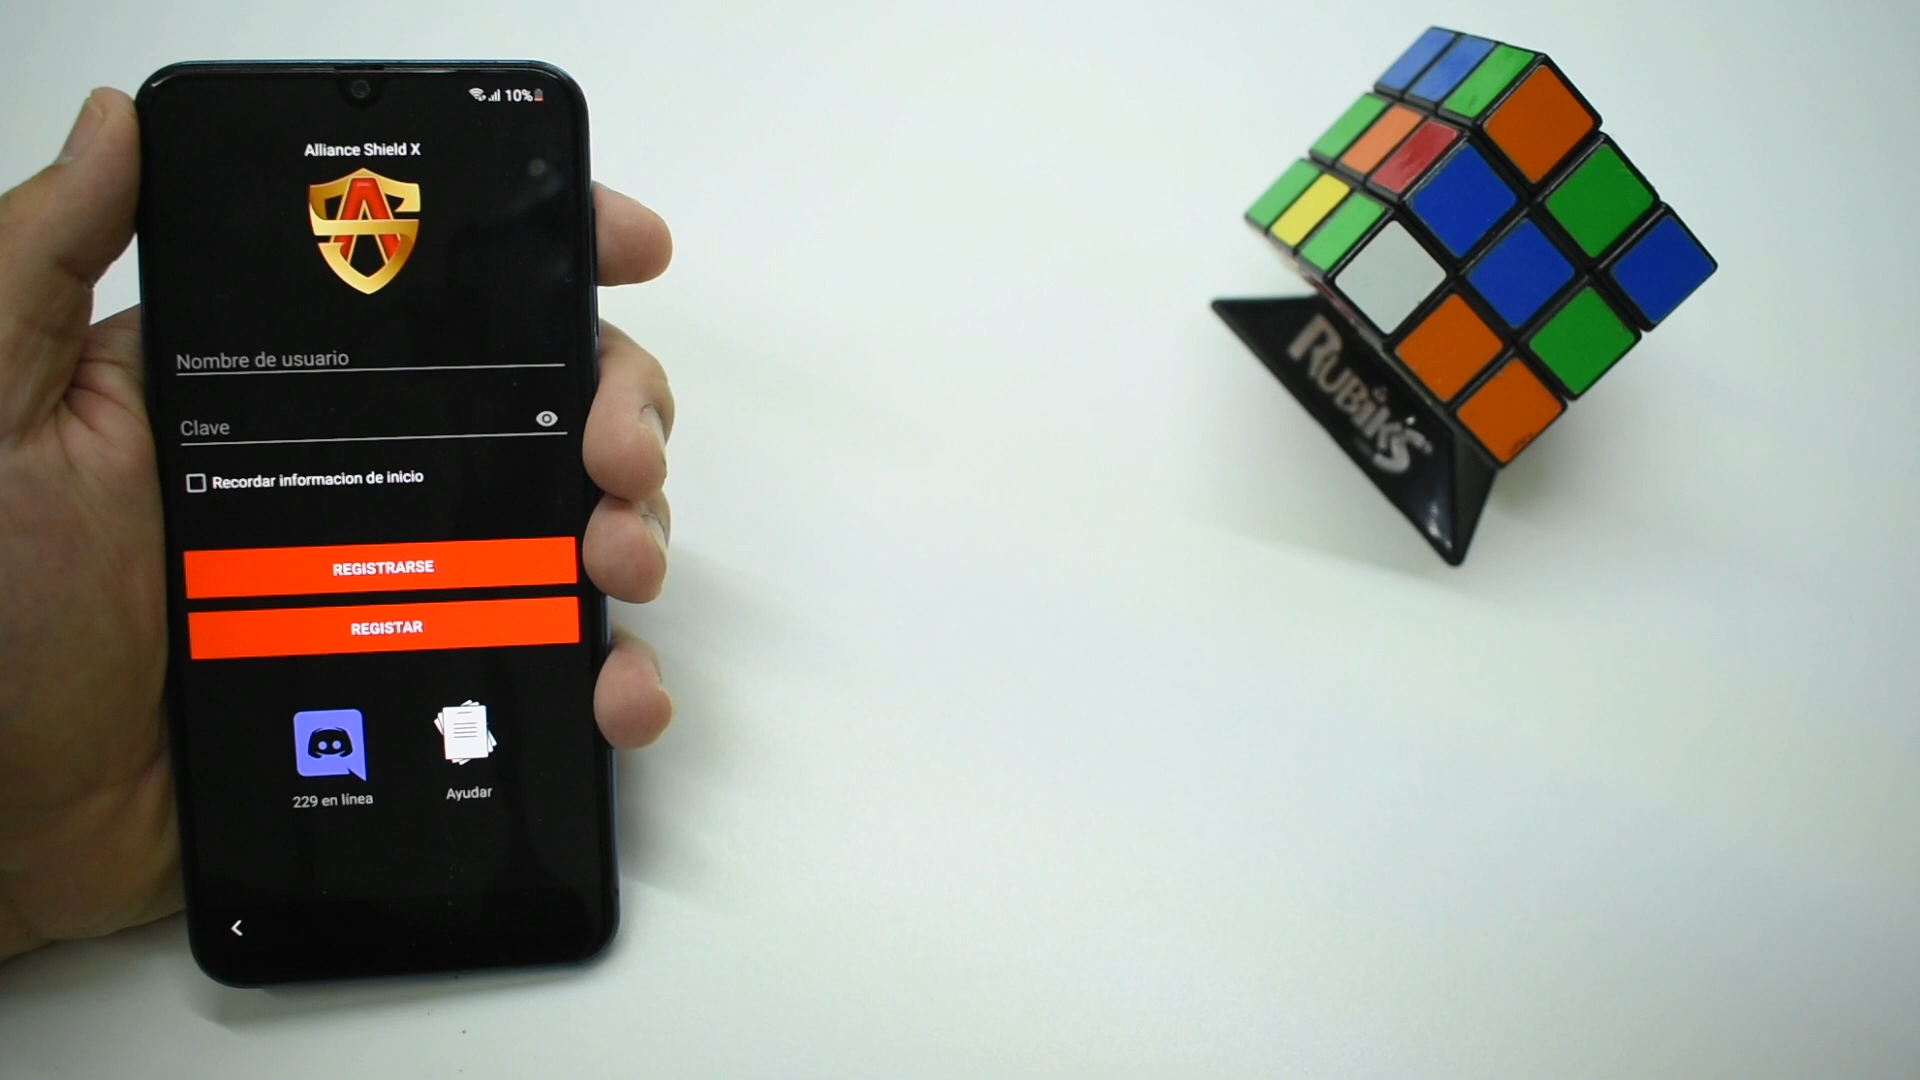 10%
Alliance Shield X
Nombre de usuario
Clave
Recordar informacion de inicio
REGISTRARSE
REGISTAR
229 en línea
Ayudar
RUBIK'S